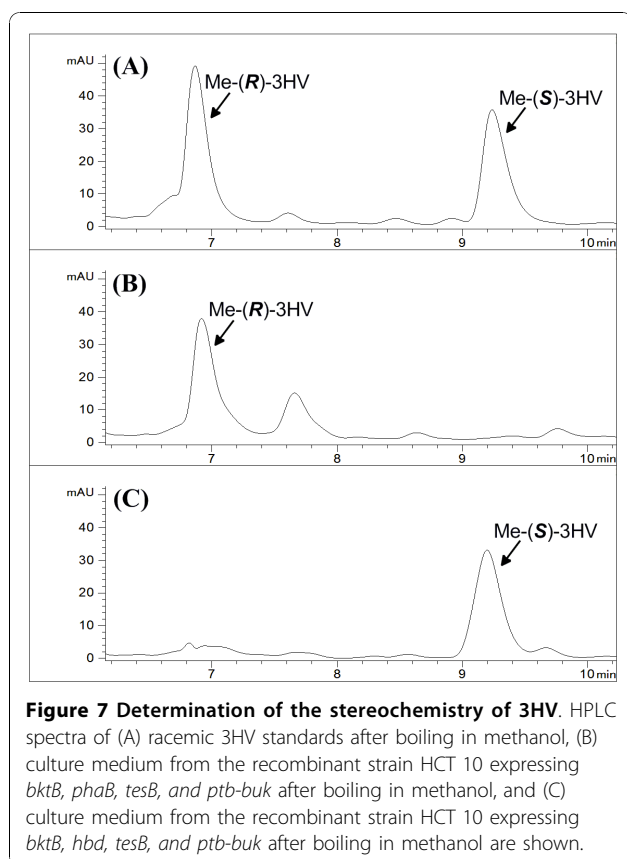 mAU
(A)
Me-(R)-3HV
Me-(S)-3HV
40
30
20
10
0
7
8
9
10 min
mAU
(B)
Me-(R)-3HV
40
30
20
10
0
7
8
9
10 min
mAU
(C)
Me-(S)-3HV
40
30
20
10
0
7
8
9
10 min
Figure 7 Determination of the stereochemistry of 3HV. HPLC
spectra of (A) racemic 3HV standards after boiling in methanol, (B)
culture medium from the recombinant strain HCT 10 expressing
bktB, phaB, tesB, and ptb-buk after boiling in methanol, and (C)
culture medium from the recombinant strain HCT 10 expressing
bktB, hbd, tesB, and ptb-buk after boiling in methanol are shown.